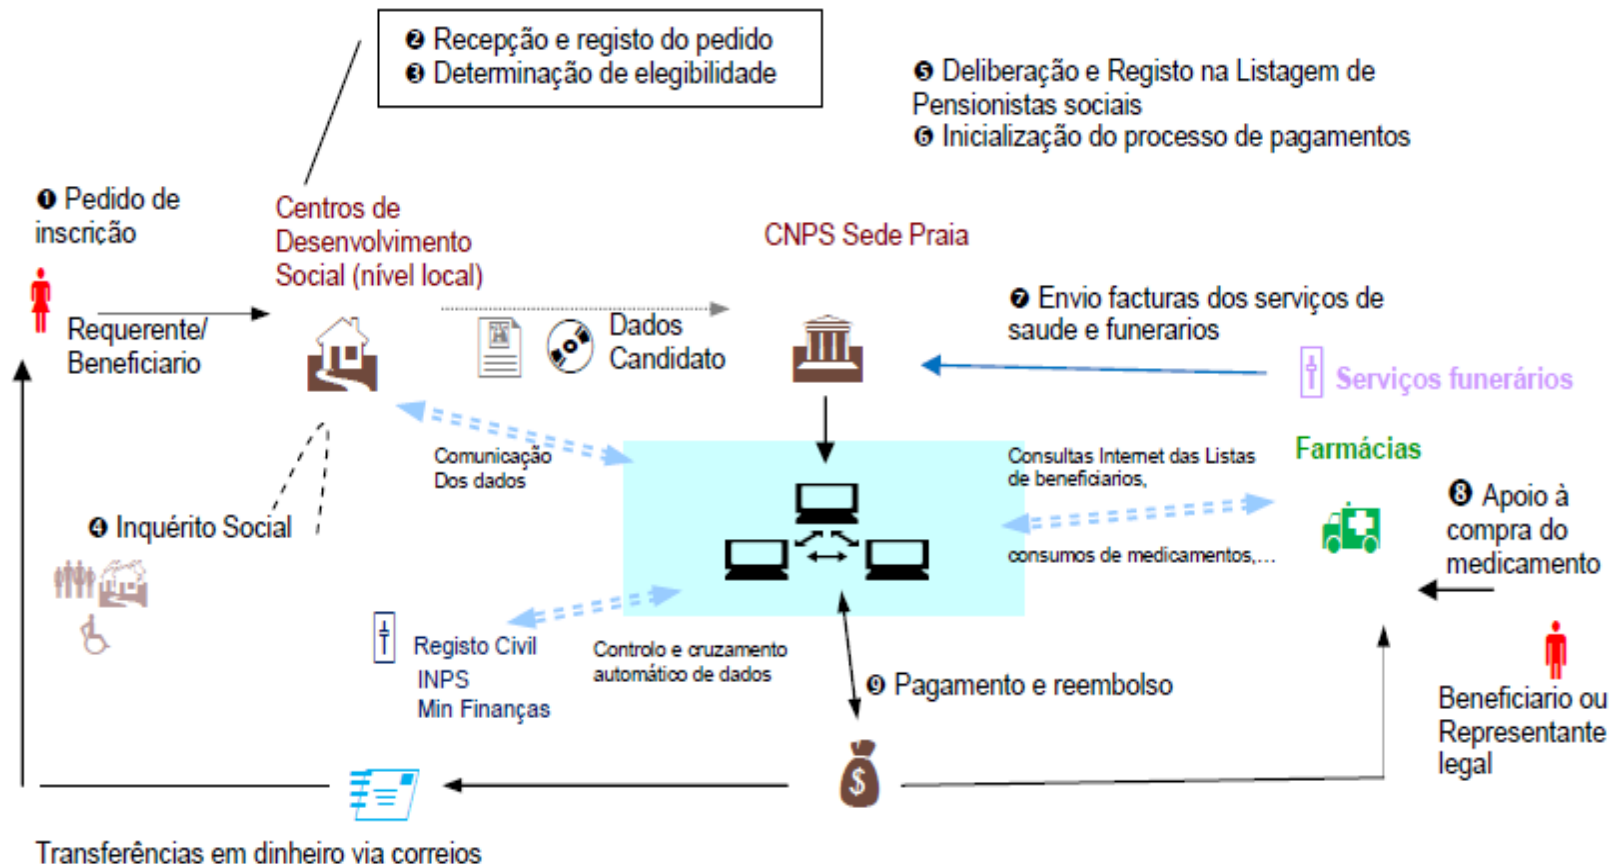 ❷ Recepção e registo do pedido
❸ Determinação de elegibilidade
❺ Deliberação e Registo na Listagem de
Pensionistas sociais
❻ Inicialização do processo de pagamentos
❶ Pedido de
inscrição
Centros de
Desenvolvimento
Social (nível local)
CNPS Sede Praia
Requerente/
Beneficiario
Dados
Candidato
❼ Envio facturas dos serviços de
saude e funerarios
Serviços funerários
Comunicação
Dos dados
Consultas Internet das Listas
de beneficiarios,
consumos de medicamentos,...
Farmácias
❽ Apoio à
compra do
medicamento
❹ Inquérito Social
Registo Civil
INPS
Min Finanças
Controlo e cruzamento
automático de dados
❾ Pagamento e reembolso
$
Beneficiario ou
Representante
legal
Transferências em dinheiro via correios